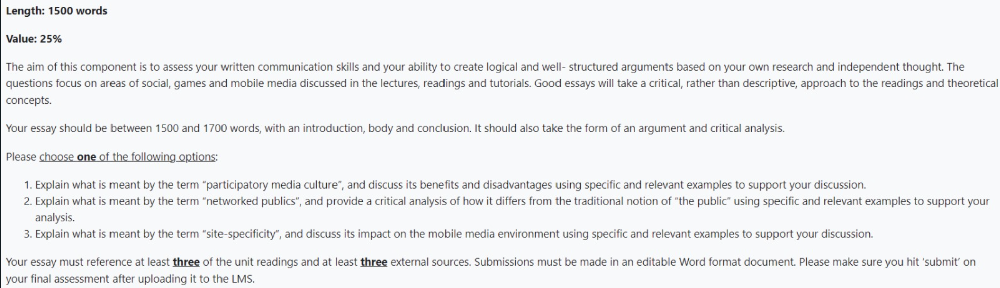 Length: 1500 words
Value: 25%
The aim of this component is to assess your written communication skills and your ability to create logical and well- structured arguments based on your own research and independent thought. The
questions focus on areas of social, games and mobile media discussed in the lectures, readings and tutorials. Good essays will take a critical, rather than descriptive, approach to the readings and theoretical
concepts.
Your essay should be between 1500 and 1700 words, with an introduction, body and conclusion. It should also take the form of an argument and critical analysis.
Please choose one of the following options:
1. Explain what is meant by the term “participatory media culture”, and discuss its benefits and disadvantages using specific and relevant examples to support your discussion.
2. Explain what is meant by the term “networked publics”, and provide a critical analysis of how it differs from the traditional notion of “the public” using specific and relevant examples to support your
analysis.
3. Explain what is meant by the term “site-specificity”, and discuss its impact on the mobile media environment using specific and relevant examples to support your discussion.
Your essay must reference at least three of the unit readings and at least three external sources. Submissions must be made in an editable Word format document. Please make sure you hit ‘submit’ on
your final assessment after uploading it to the LMS.